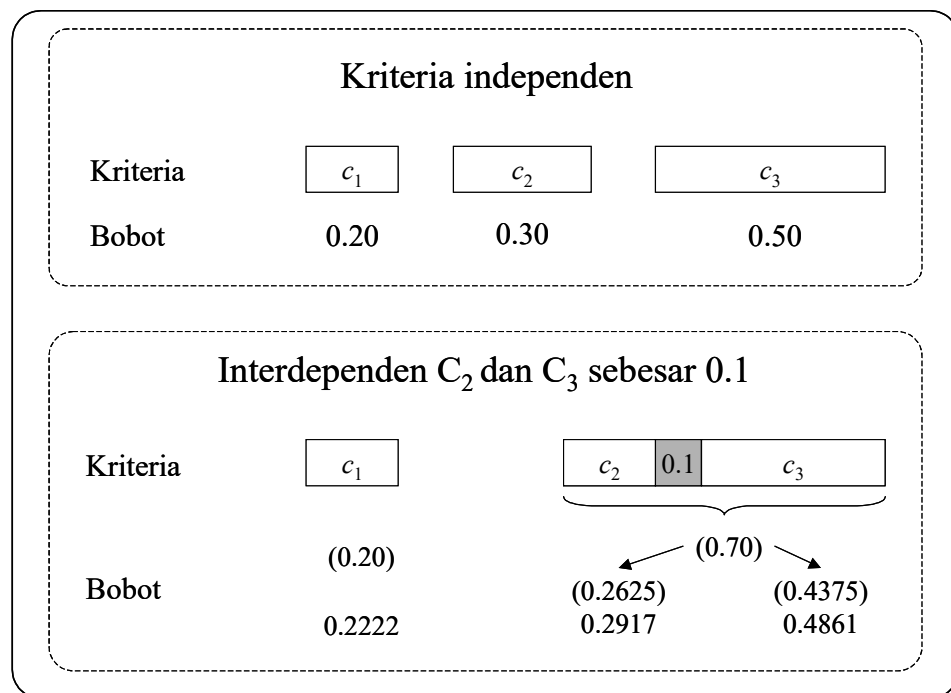 Kriteria independen
Kriteria c1 c2 c3
Bobot 0.20 0.30 0.50
Interdependen C2 dan C3 sebesar 0.1
Kriteria c1 c2 0.1 c3
(0.20) (0.70)
Bobot (0.2625) (0.4375)
0.2222 0.2917 0.4861